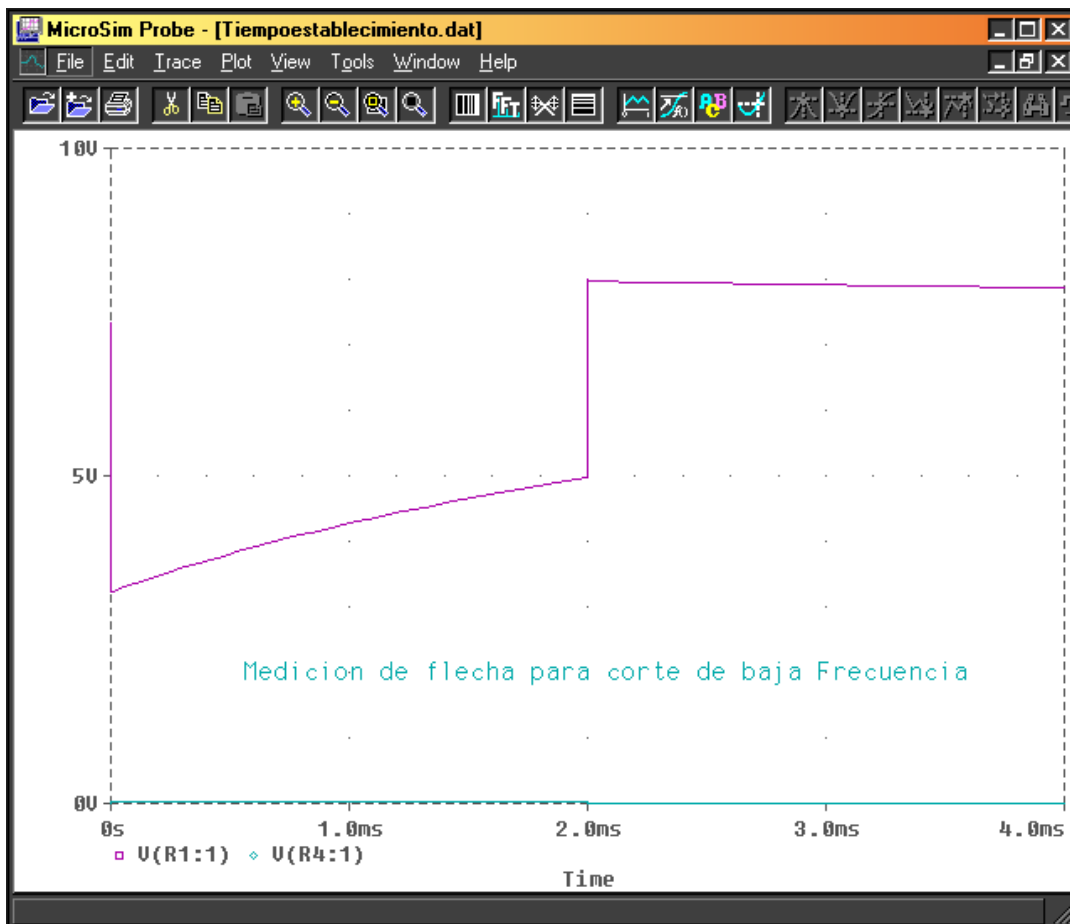 MicroSim Probe - [Tiempoestablecimiento.dat]
File Edit Trace Plot View Tools Window Help
10V
5V
Medicion de flecha para corte de baja Frecuencia
0V
0s 1.0ms 2.0ms 3.0ms 4.0ms
V(R1:1) V(R4:1)
Time